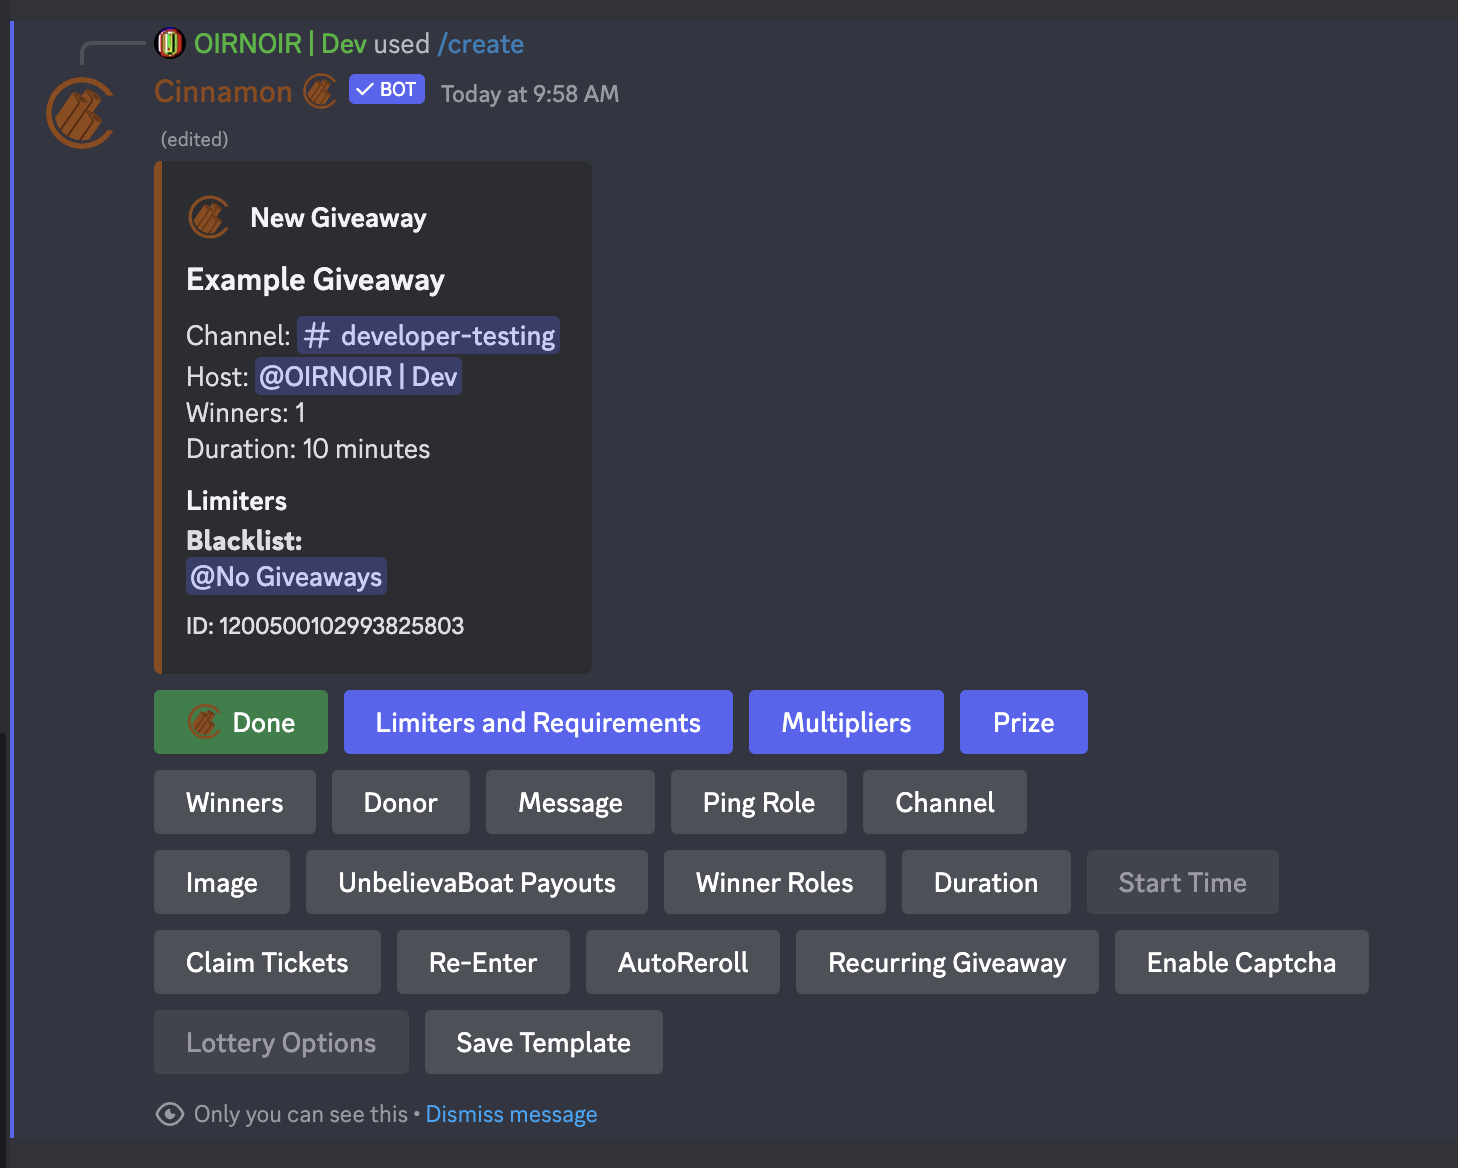 OIRNOIR | Dev used /create
Cinnamon BOT Today at 9:58 AM
(edited)
New Giveaway
Example Giveaway
Channel: # developer-testing
Host: @OIRNOIR | Dev
Winners: 1
Duration: 10 minutes
Limiters
Blacklist:
@No Giveaways
ID: 1200500102993825803
Done Limiters and Requirements Multipliers Prize
Winners Donor Message Ping Role Channel
Image UnbelievaBoat Payouts Winner Roles Duration Start Time
Claim Tickets Re-Enter AutoReroll Recurring Giveaway Enable Captcha
Lottery Options Save Template
Only you can see this • Dismiss message